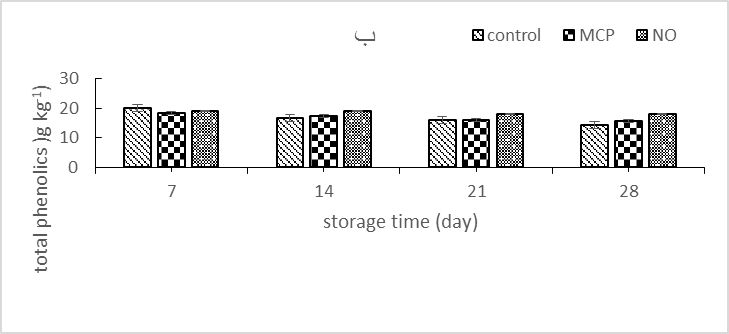 ب
control MCP NO
total phenolics )g kg-1)
30
20
10
0
7 14 21 28
storage time (day)